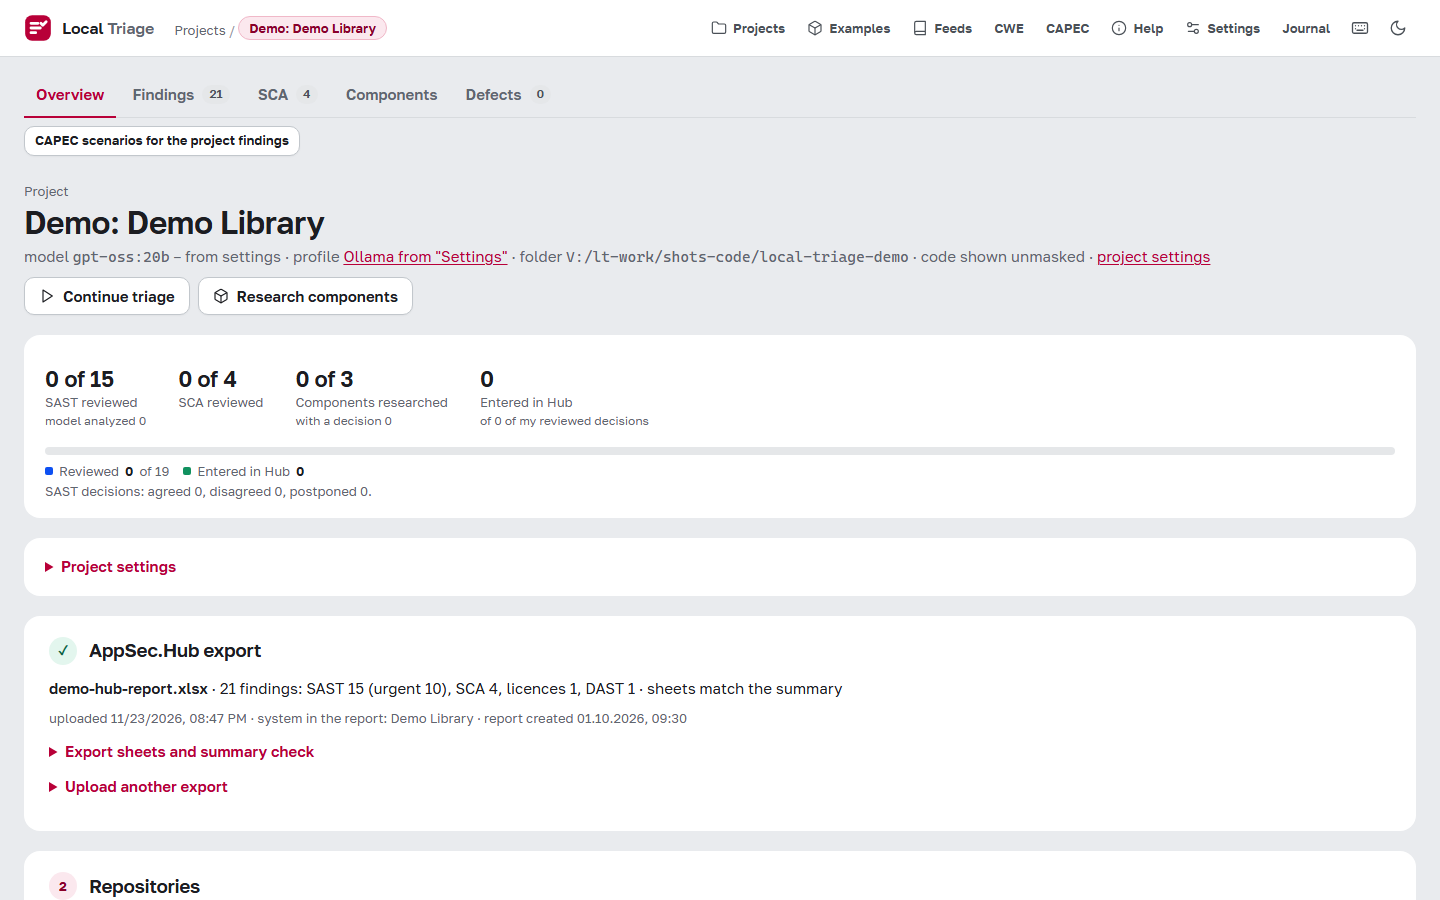 Local Triage Projects / Demo: Demo Library Projects Examples Feeds CWE CAPEC Help Settings Journal
Overview Findings 21 SCA 4 Components Defects 0
CAPEC scenarios for the project findings
Project
Demo: Demo Library
model gpt-oss:20b – from settings · profile Ollama from "Settings" · folder V:/lt-work/shots-code/local-triage-demo · code shown unmasked · project settings
Continue triage Research components
0 of 15 0 of 4 0 of 3 0
SAST reviewed SCA reviewed Components researched Entered in Hub
model analyzed 0 with a decision 0 of 0 of my reviewed decisions
Reviewed 0 of 19 Entered in Hub 0
SAST decisions: agreed 0, disagreed 0, postponed 0.
Project settings
✓ AppSec.Hub export
demo-hub-report.xlsx · 21 findings: SAST 15 (urgent 10), SCA 4, licences 1, DAST 1 · sheets match the summary
uploaded 11/23/2026, 08:47 PM · system in the report: Demo Library · report created 01.10.2026, 09:30
Export sheets and summary check
Upload another export
2 Repositories